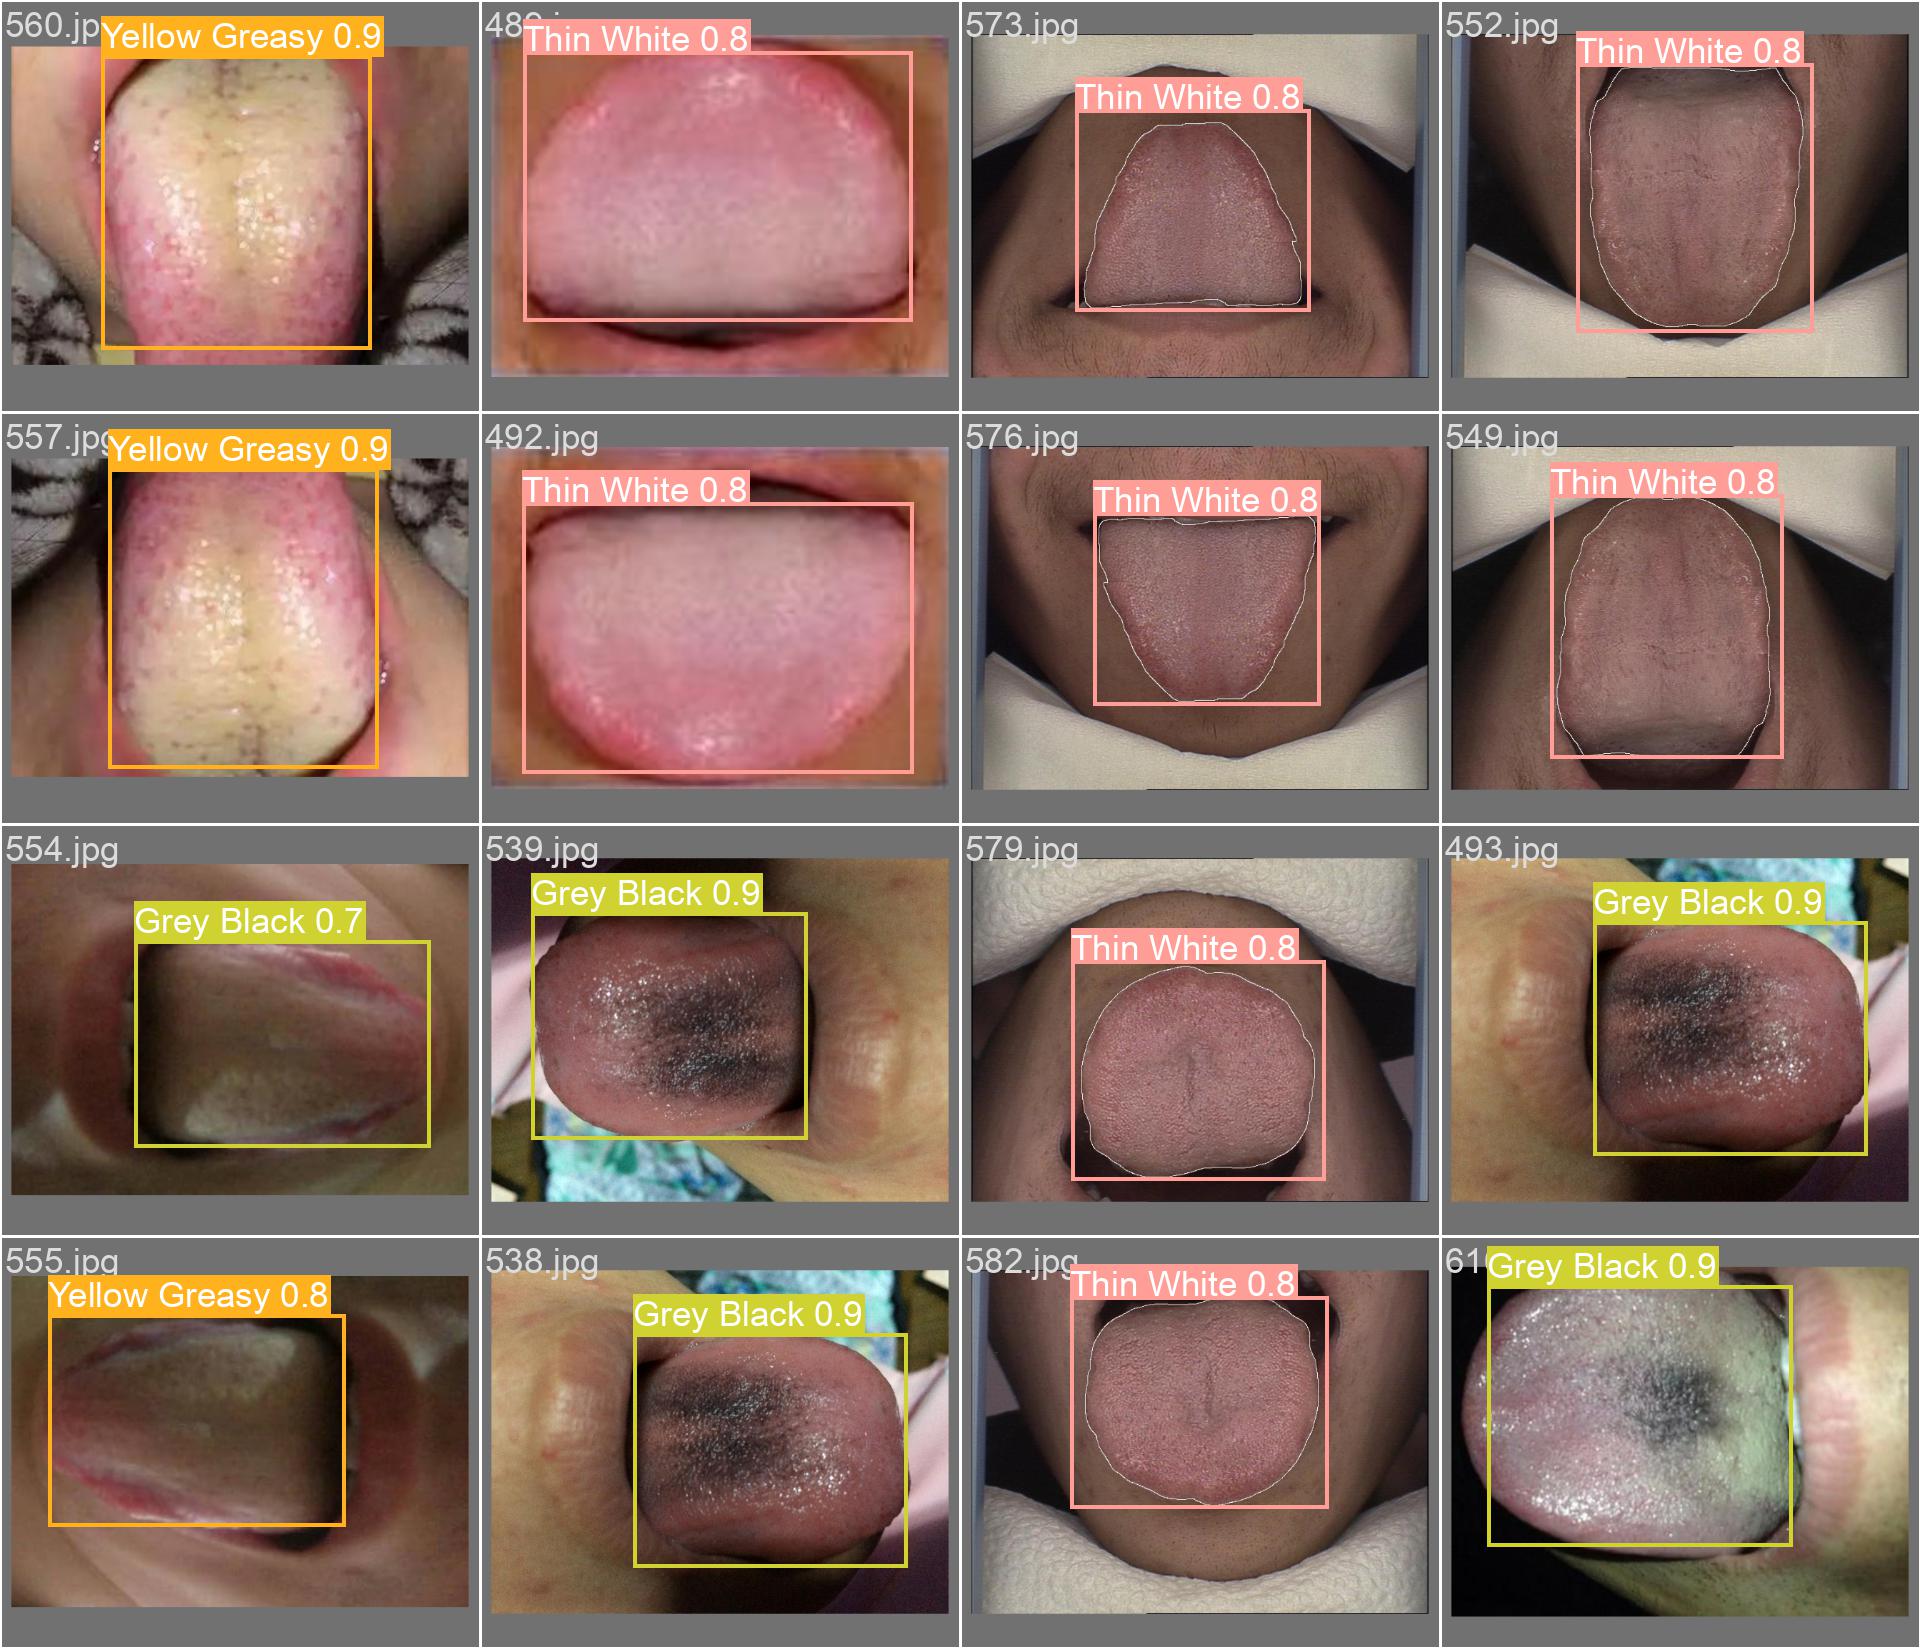 560.jp
Yellow Greasy 0.9
Thin White 0.8
573.jpg
Thin White 0.8
552.jpg
Thin White 0.8
557.jpg
Yellow Greasy 0.9
492.jpg
Thin White 0.8
576.jpg
Thin White 0.8
549.jpg
Thin White 0.8
554.jpg
Grey Black 0.7
539.jpg
Grey Black 0.9
579.jpg
Thin White 0.8
493.jpg
Grey Black 0.9
555.jpg
Yellow Greasy 0.8
538.jpg
Grey Black 0.9
582.jpg
Thin White 0.8
Grey Black 0.9